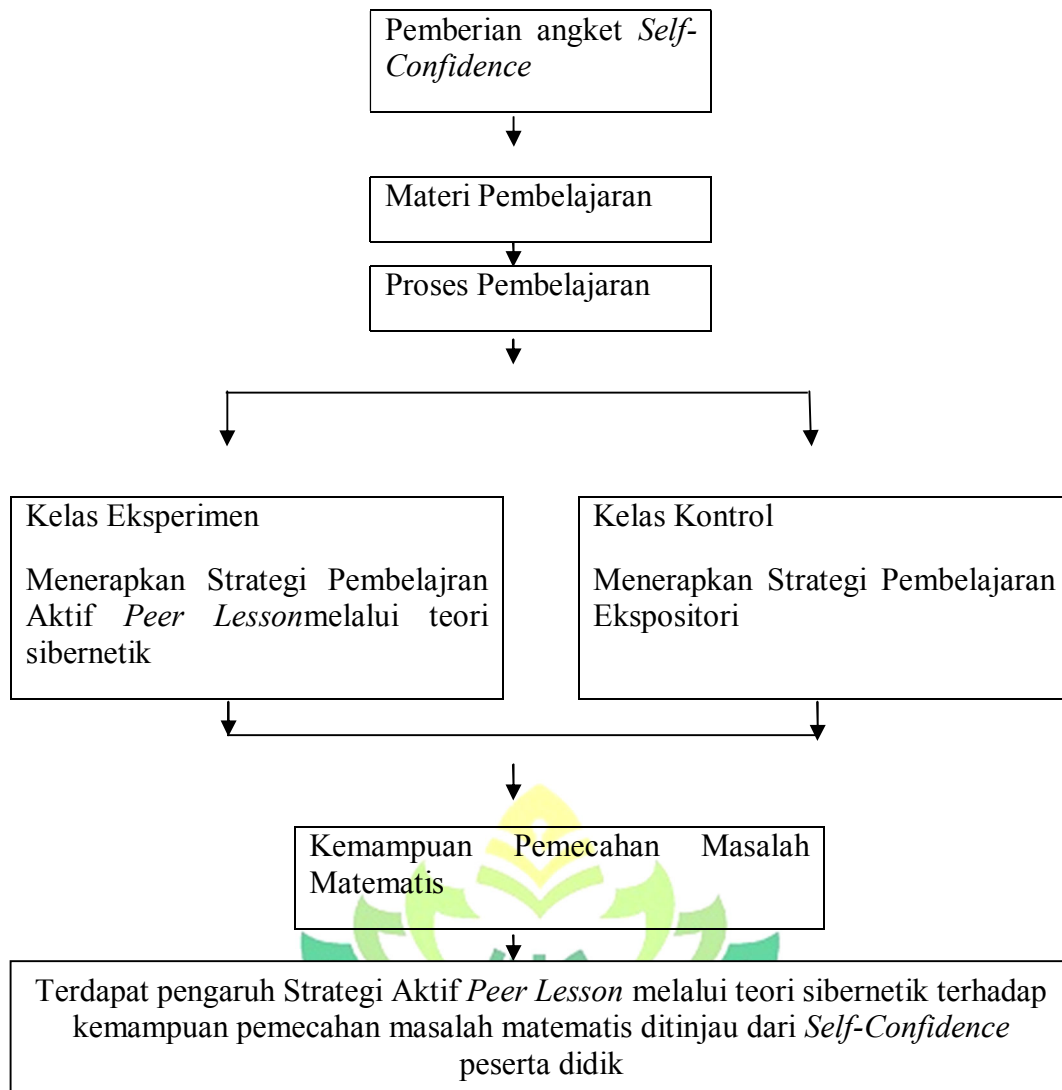 Pemberian angket Self-
Confidence
Materi Pembelajaran
Proses Pembelajaran
Kelas Eksperimen
Menerapkan Strategi Pembelajran
Aktif Peer Lessonmelalui teori
sibernetik
Kelas Kontrol
Menerapkan Strategi Pembelajaran
Ekspositori
Kemampuan Pemecahan Masalah
Matematis
Terdapat pengaruh Strategi Aktif Peer Lesson melalui teori sibernetik terhadap
kemampuan pemecahan masalah matematis ditinjau dari Self-Confidence
peserta didik